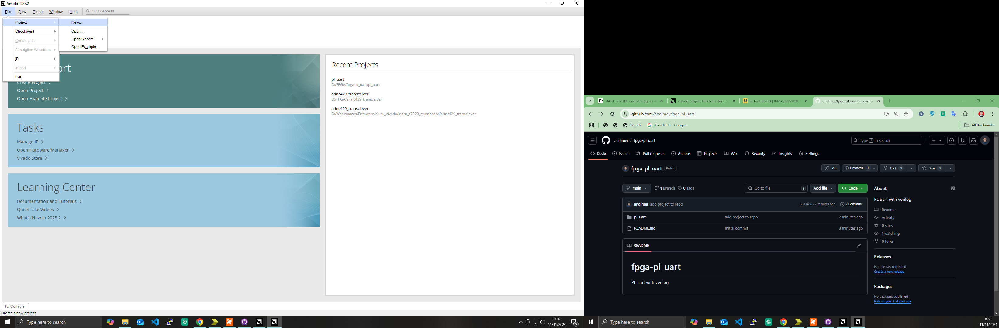 Vivado 2023.2
File Flow Tools Window Help Quick Access
Project
Checkpoint
Constraints
Simulation Waveform
IP
Import
Exit
New...
Open...
Open Recent
Open Example...
art
Create Project
Open Project
Open Example Project
Tasks
Manage IP
Open Hardware Manager
Vivado Store
Learning Center
Documentation and Tutorials
Quick Take Videos
What's New in 2023.2
Recent Projects
pl_uart
D:/FPGA/fpga-pl_uart/pl_uart
arinc429_transceiver
D:/FPGA/arinc429_transceiver
arinc429_transciever
D:/Workspaces/Firmware/Xilinx_Vivado/learn_z7020_zturnboard/arinc429_transciever
Tcl Console
Create a new project
Type here to search
8:56
11/11/2024
5
UART in VHDL and Verilog for
vivado project files for z-turn b
Z-turn Board | Xilinx XC7Z010,
andimei/fpga-pl_uart: PL uart w
github.com/andimei/fpga-pl_uart
file_edit
pin adalah - Google...
All Bookmarks
andimei / fpga-pl_uart
Type / to search
Code Issues Pull requests Actions Projects Wiki Security Insights Settings
fpga-pl_uart Public
Pin Unwatch 1 Fork 0 Star 0
main 1 Branch 0 Tags
Go to file t
Add file
Code
andimei add project to repo 8833480 · 2 minutes ago 2 Commits
pl_uart add project to repo 2 minutes ago
README.md Initial commit 8 minutes ago
README
fpga-pl_uart
PL uart with verilog
About
PL uart with verilog
Readme
Activity
0 stars
1 watching
0 forks
Releases
No releases published
Create a new release
Packages
No packages published
Publish your first package
Type here to search
8:56
11/11/2024